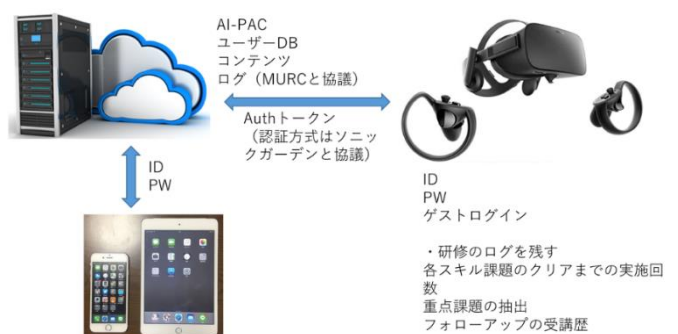 AI-PAC
ユーザーDB
コンテンツ
ログ（MURCと協議）
Authトークン
（認証方式はソニッ
クガーデンと協議）
ID
PW
ID
PW
ゲストログイン
・研修のログを残す
各スキル課題のクリアまでの実施回
数
重点課題の抽出
フォローアップの受講歴